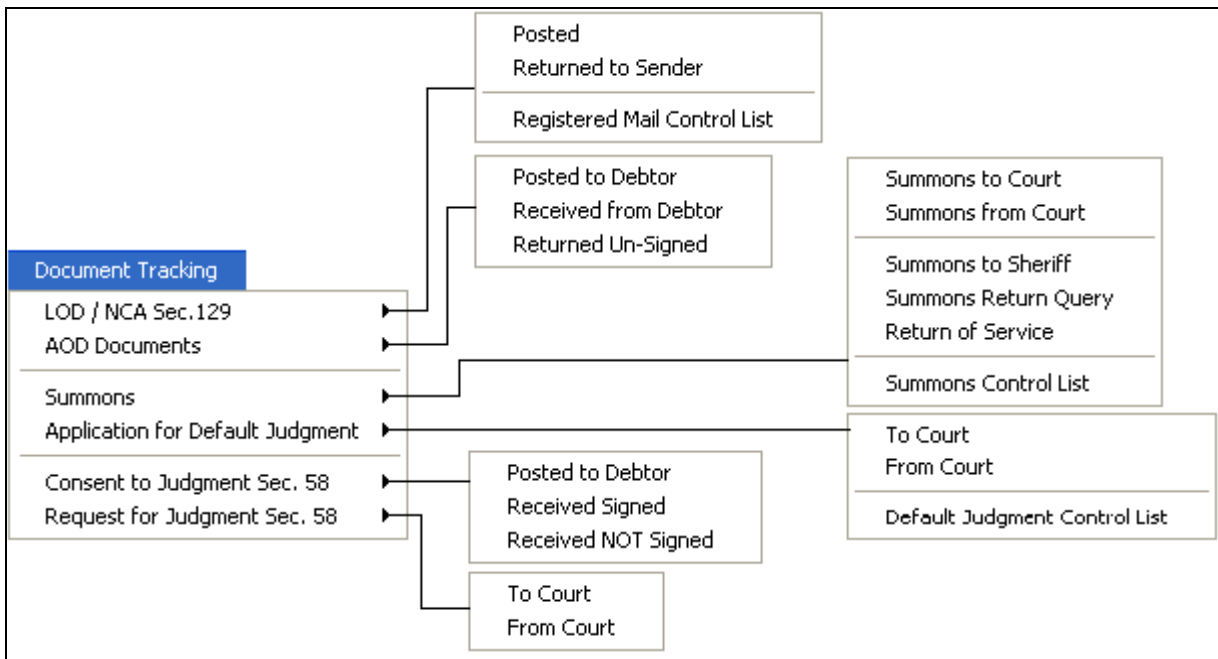 Document Tracking
LOD / NCA Sec.129
AOD Documents
Summons
Application for Default Judgment
Consent to Judgment Sec. 58
Request for Judgment Sec. 58
Posted
Returned to Sender
Registered Mail Control List
Posted to Debtor
Received from Debtor
Returned Un-Signed
Summons to Court
Summons from Court
Summons to Sheriff
Summons Return Query
Return of Service
Summons Control List
To Court
From Court
Default Judgment Control List
Posted to Debtor
Received Signed
Received NOT Signed
To Court
From Court